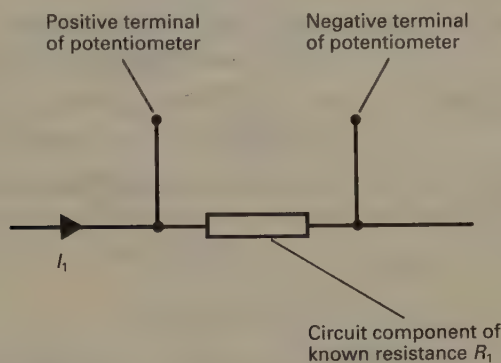 Positive terminal
of potentiometer
Negative terminal
of potentiometer
I₁
Circuit component of
known resistance R₁